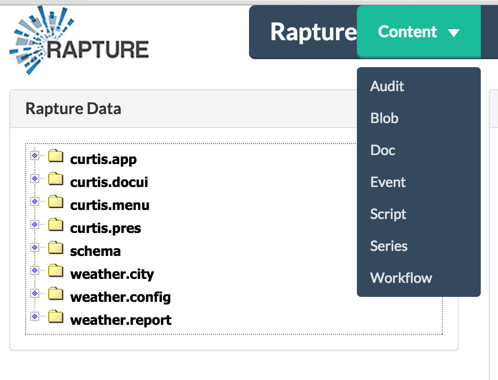 RAPTURE
Rapture
Content
Rapture Data
Audit
Blob
Doc
Event
Script
Series
Workflow
curtis.app
curtis.docui
curtis.menu
curtis.pres
schema
weather.city
weather.config
weather.report